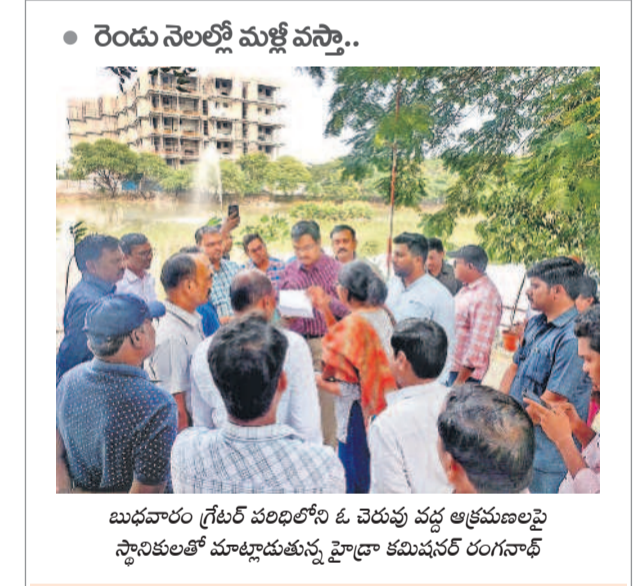 రెండు నెలల్లో మళ్లీ వస్తా..
బుధవారం గ్రేటర్ పరిధిలోని ఓ చెరువు వద్ద ఆక్రమణలపై
స్థానికులతో మాట్లాడుతున్న హైడ్రా కమిషనర్ రంగనాథ్